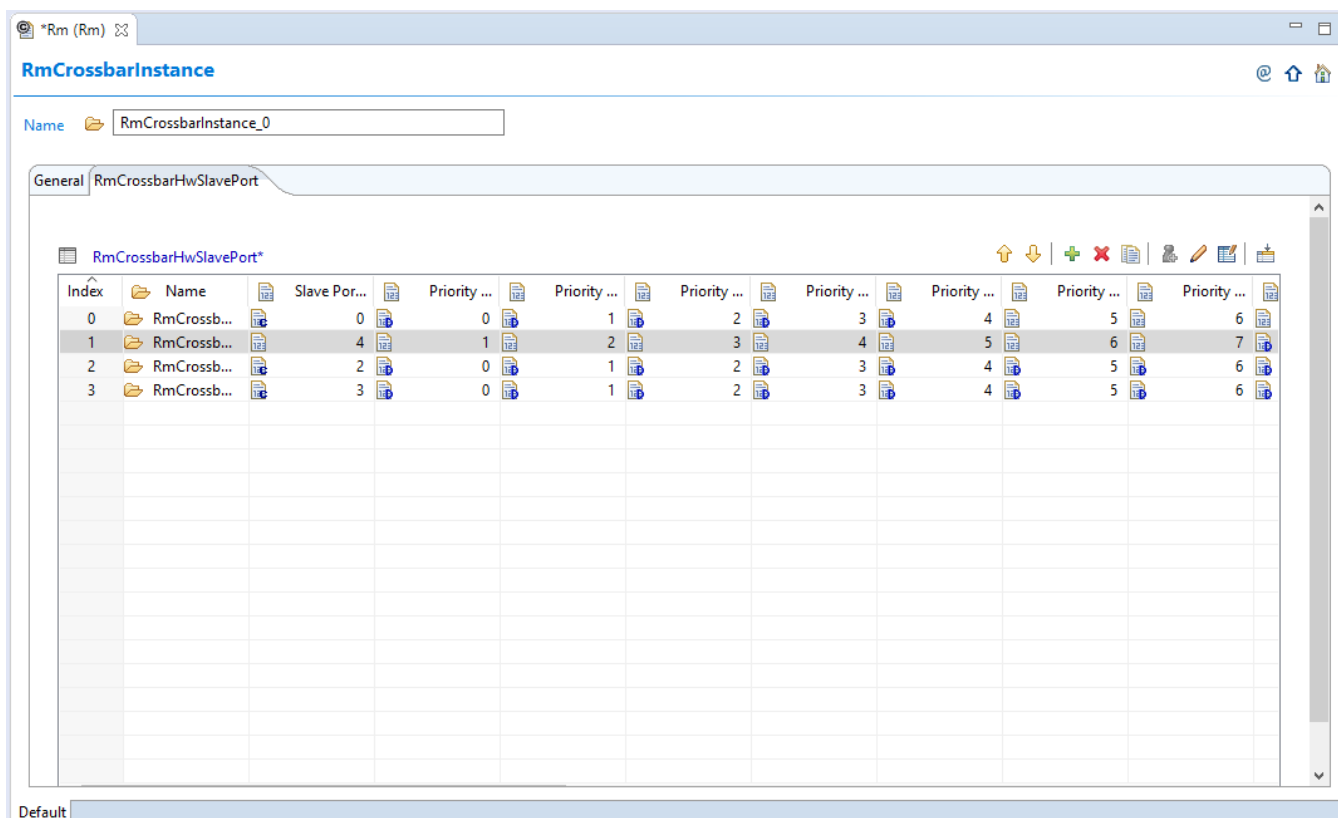 *Rm (Rm)
RmCrossbarInstance
Name RmCrossbarInstance_0
General RmCrossbarHwSlavePort
RmCrossbarHwSlavePort*
Index Name Slave Por... Priority ... Priority ... Priority ... Priority ... Priority ... Priority ... Priority ...
0 RmCrossb... 0 0 1 2 3 4 5 6
1 RmCrossb... 4 1 2 3 4 5 6 7
2 RmCrossb... 2 0 1 2 3 4 5 6
3 RmCrossb... 3 0 1 2 3 4 5 6
Default